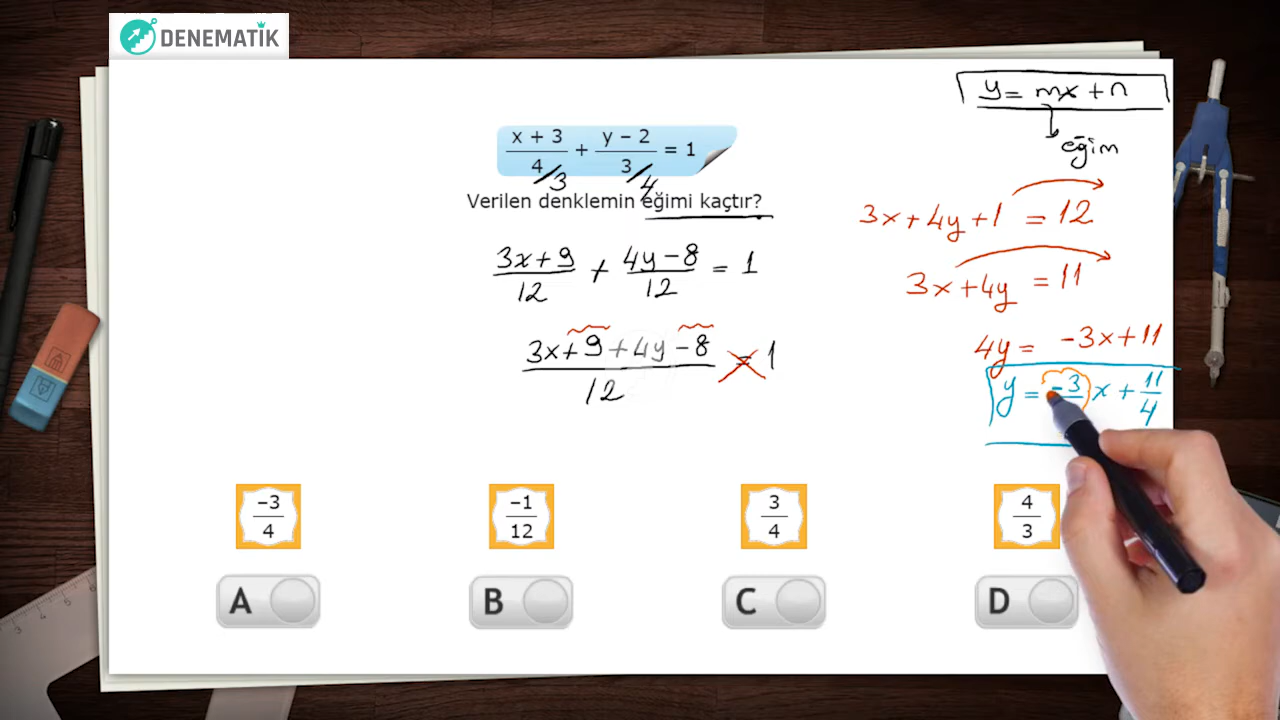 DENEMATİK
y = mx + n
eğim
x + 3 / 4 + y – 2 / 3 = 1
3 4
Verilen denklemin eğimi kaçtır?
3x+9 / 12 + 4y-8 / 12 = 1
3x+9+4y-8 / 12 = 1
3x+4y+1 = 12
3x+4y = 11
4y = -3x+11
y = -3 x + 11 / 4
–3 / 4
–1 / 12
3 / 4
4 / 3
A
B
C
D